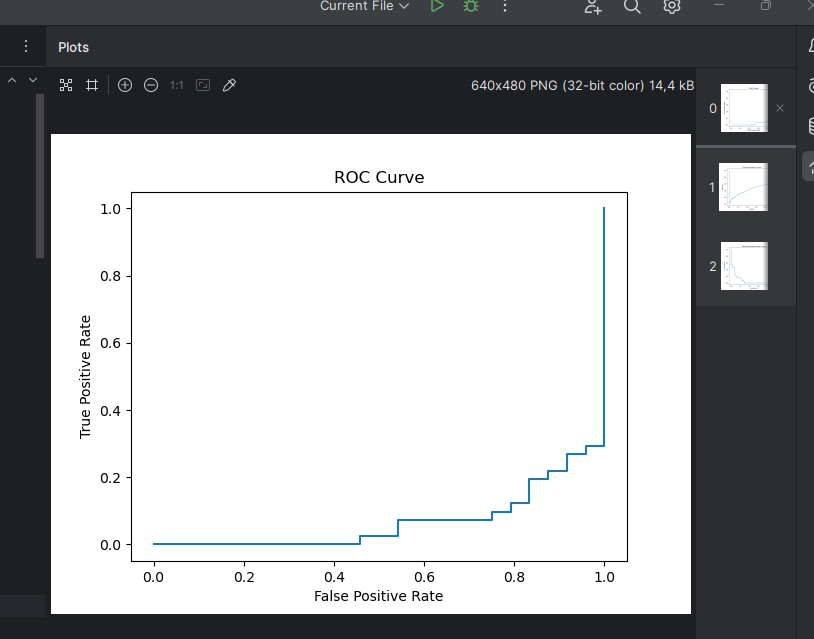 Current File
Plots
1:1
640x480 PNG (32-bit color) 14,4 kB
0
1
2
ROC Curve
True Positive Rate
1.0
0.8
0.6
0.4
0.2
0.0
0.0 0.2 0.4 0.6 0.8 1.0
False Positive Rate